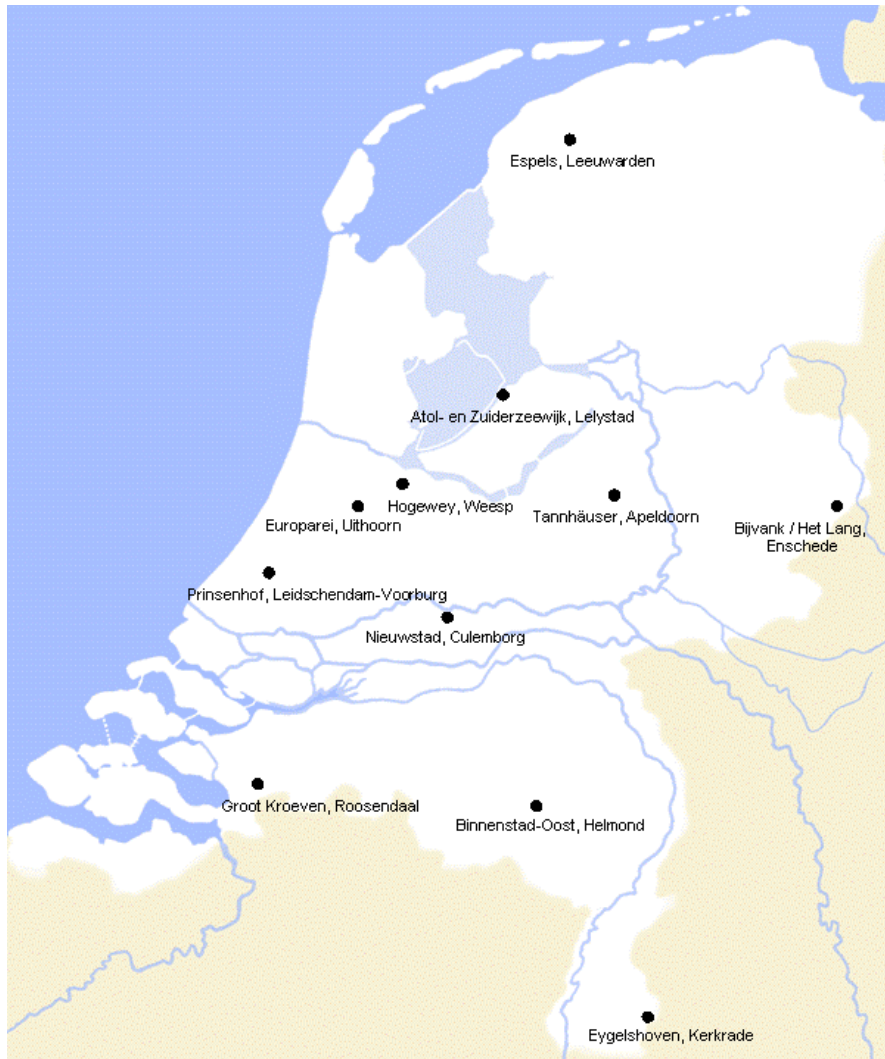 Espels, Leeuwarden
Atol- en Zuiderzeewijk, Lelystad
Hogewey, Weesp
Europarei, Uithoorn
Tannhäuser, Apeldoorn
Bijvank / Het Lang,
Enschede
Prinsenhof, Leidschendam-Voorburg
Nieuwstad, Culemborg
Groot Kroeven, Roosendaal
Binnenstad-Oost, Helmond
Eygelshoven, Kerkrade